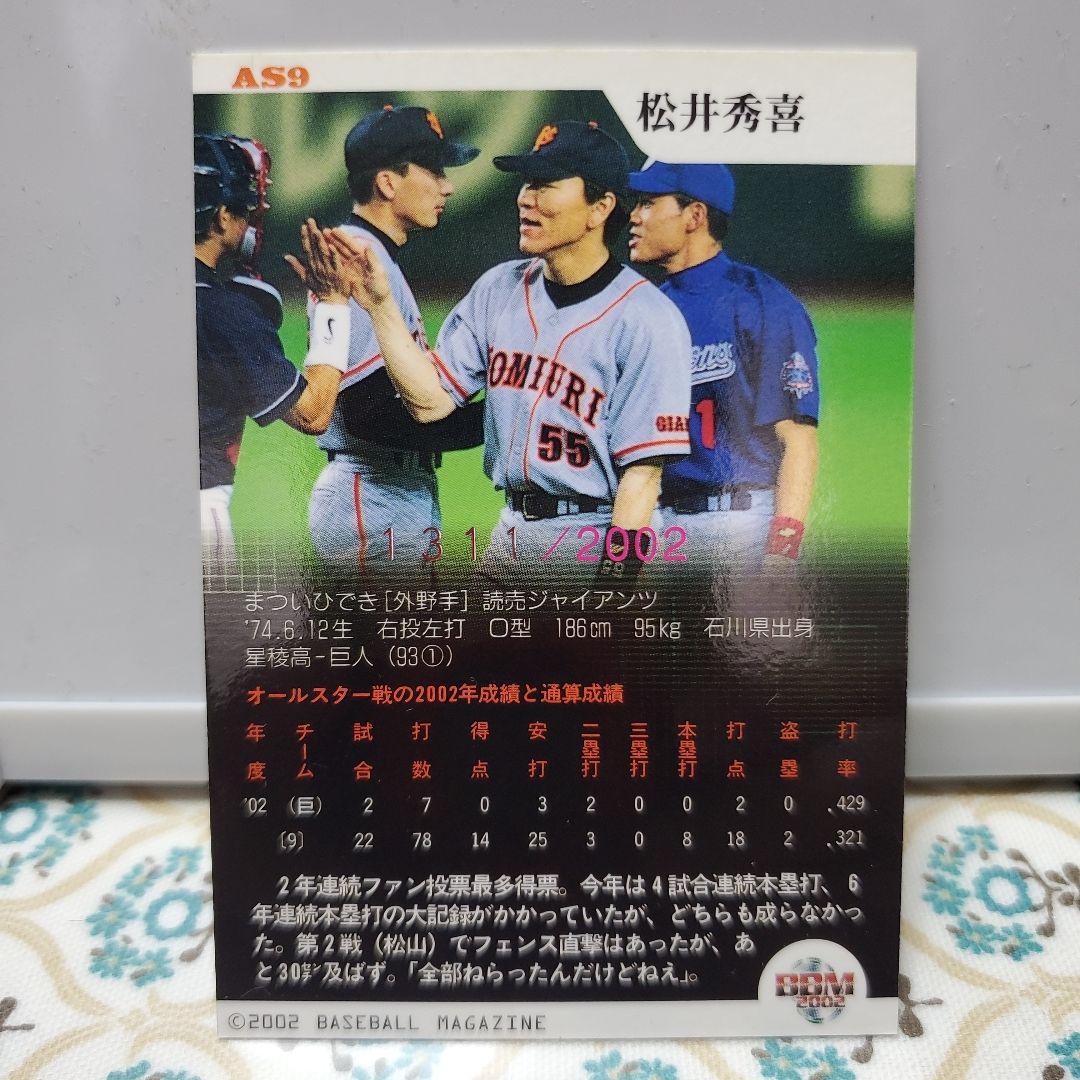 AS9
松井秀喜
YOMIURI
55
GIA
1
1311/2002
まついひでき[外野手] 読売ジャイアンツ
'74.6.12生 右投左打 O型 186cm 95kg 石川県出身
星稜高-巨人(93①)
オールスター戦の2002年成績と通算成績
年度 チーム 試合 打数 得点 安打 二塁打 三塁打 本塁打 打点 盗塁 打率
'02 (巨) 2 7 0 3 2 0 0 2 0 .429
[9] 22 78 14 25 3 0 8 18 2 .321
2年連続ファン投票最多得票。今年は4試合連続本塁打、6
年連続本塁打の大記録がかかっていたが、どちらも成らなかっ
た。第2戦(松山)でフェンス直撃はあったが、あ
と30㌢及ばず。「全部ねらったんだけどねえ」。
BBM
2002
©2002 BASEBALL MAGAZINE